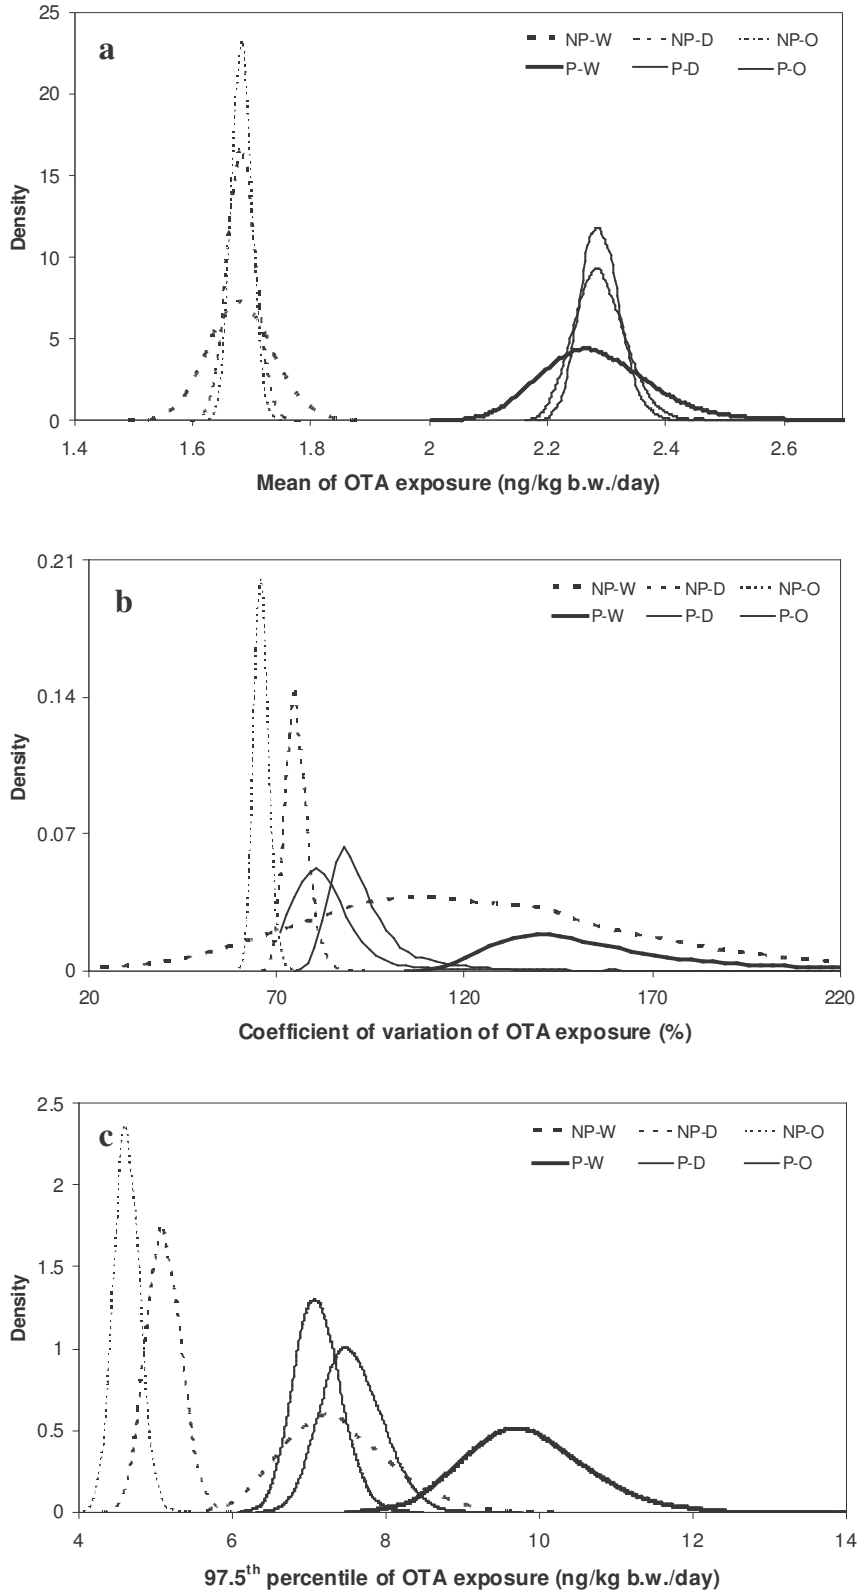 a
NP-W NP-D NP-O
P-W P-D P-O
25
20
15
10
5
0
Density
1.4 1.6 1.8 2 2.2 2.4 2.6
Mean of OTA exposure (ng/kg b.w./day)
b
NP-W NP-D NP-O
P-W P-D P-O
0.21
0.14
0.07
0
Density
20 70 120 170 220
Coefficient of variation of OTA exposure (%)
c
NP-W NP-D NP-O
P-W P-D P-O
2.5
2
1.5
1
0.5
0
Density
4 6 8 10 12 14
97.5th percentile of OTA exposure (ng/kg b.w./day)